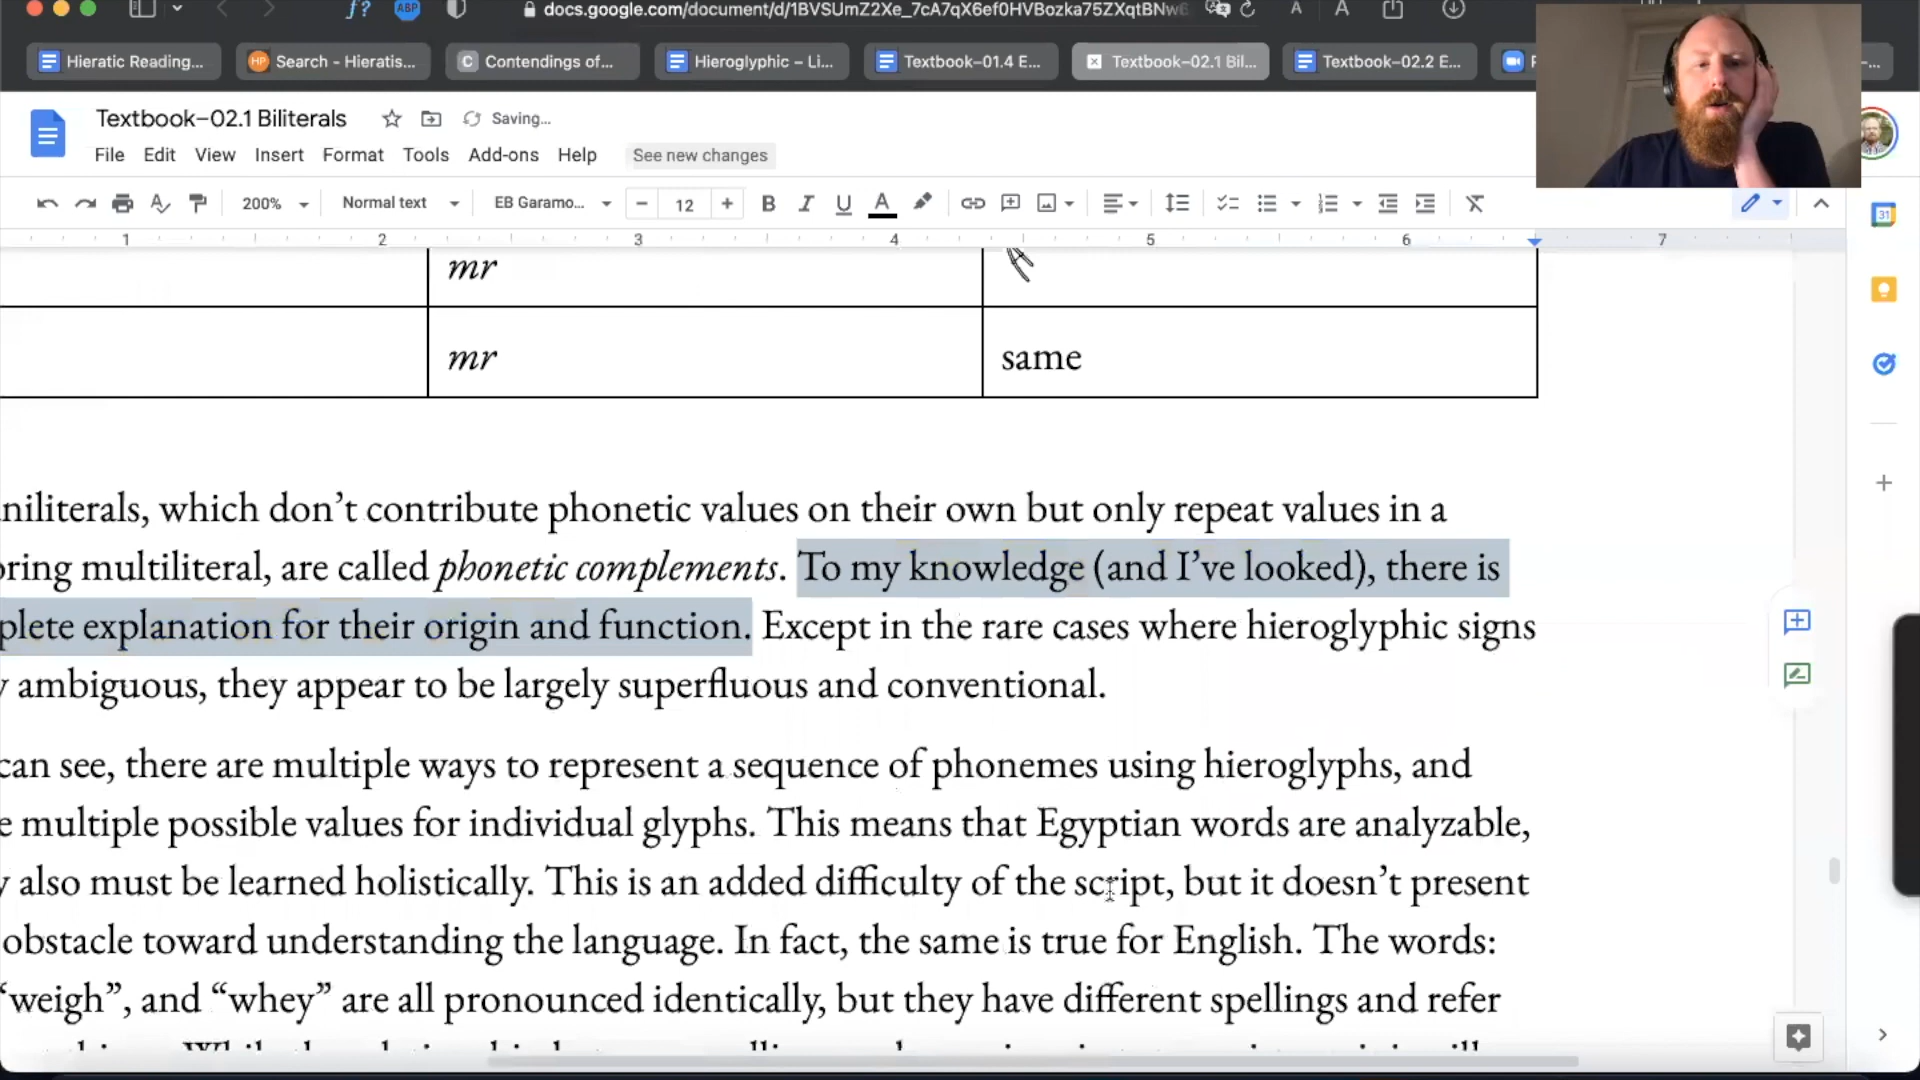 docs.google.com/document/d/1BVSUmZ2Xe_7cA7qX6ef0HVBozka75ZXqtBNw6
Hieratic Reading...
Search - Hieratis...
Contendings of...
Hieroglyphic – Li...
Textbook–01.4 E...
Textbook–02.1 Bil...
Textbook–02.2 E...
Textbook–02.1 Biliterals
Saving...
File Edit View Insert Format Tools Add-ons Help See new changes
200% Normal text EB Garamo... 12
1 2 3 4 5 6 7
mr
mr same
niliterals, which don’t contribute phonetic values on their own but only repeat values in a
oring multiliteral, are called phonetic complements. To my knowledge (and I’ve looked), there is
plete explanation for their origin and function. Except in the rare cases where hieroglyphic signs
y ambiguous, they appear to be largely superfluous and conventional.
can see, there are multiple ways to represent a sequence of phonemes using hieroglyphs, and
e multiple possible values for individual glyphs. This means that Egyptian words are analyzable,
y also must be learned holistically. This is an added difficulty of the script, but it doesn’t present
obstacle toward understanding the language. In fact, the same is true for English. The words:
“weigh”, and “whey” are all pronounced identically, but they have different spellings and refer